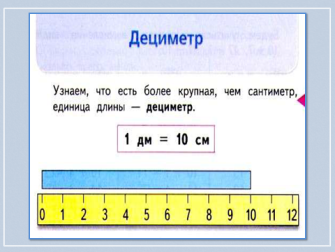 Дециметр
Узнаем, что есть более крупная, чем сантиметр,
единица длины — дециметр.
1 дм = 10 см
0 1 2 3 4 5 6 7 8 9 10 11 12